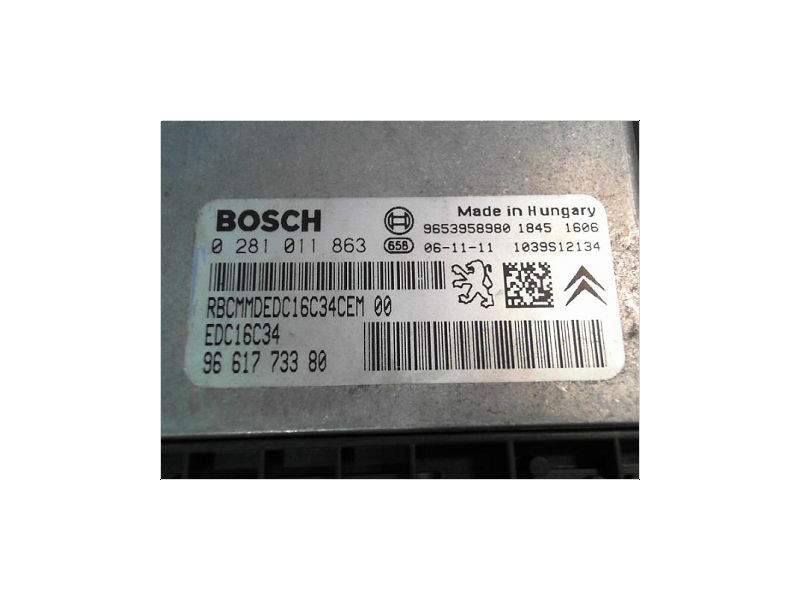 BOSCH
Made in Hungary
9653958980 1845 1606
0 281 011 863
658
06-11-11 1039S12134
RBCMMDEDC16C34CEM 00
EDC16C34
96 617 733 80